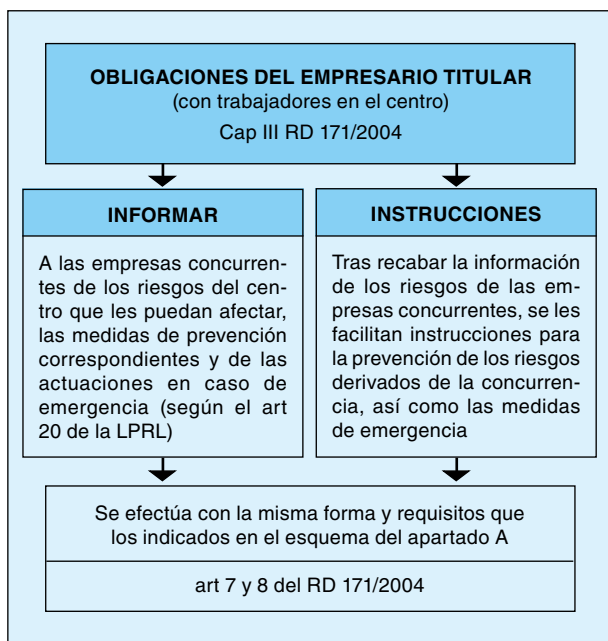 OBLIGACIONES DEL EMPRESARIO TITULAR
(con trabajadores en el centro)
Cap III RD 171/2004
INFORMAR
A las empresas concurren-
tes de los riesgos del cen-
tro que les puedan afectar,
las medidas de prevención
correspondientes y de las
actuaciones en caso de
emergencia (según el art
20 de la LPRL)
INSTRUCCIONES
Tras recabar la información
de los riesgos de las em-
presas concurrentes, se les
facilitan instrucciones para
la prevención de los riesgos
derivados de la concurren-
cia, así como las medidas
de emergencia
Se efectúa con la misma forma y requisitos que
los indicados en el esquema del apartado A
art 7 y 8 del RD 171/2004